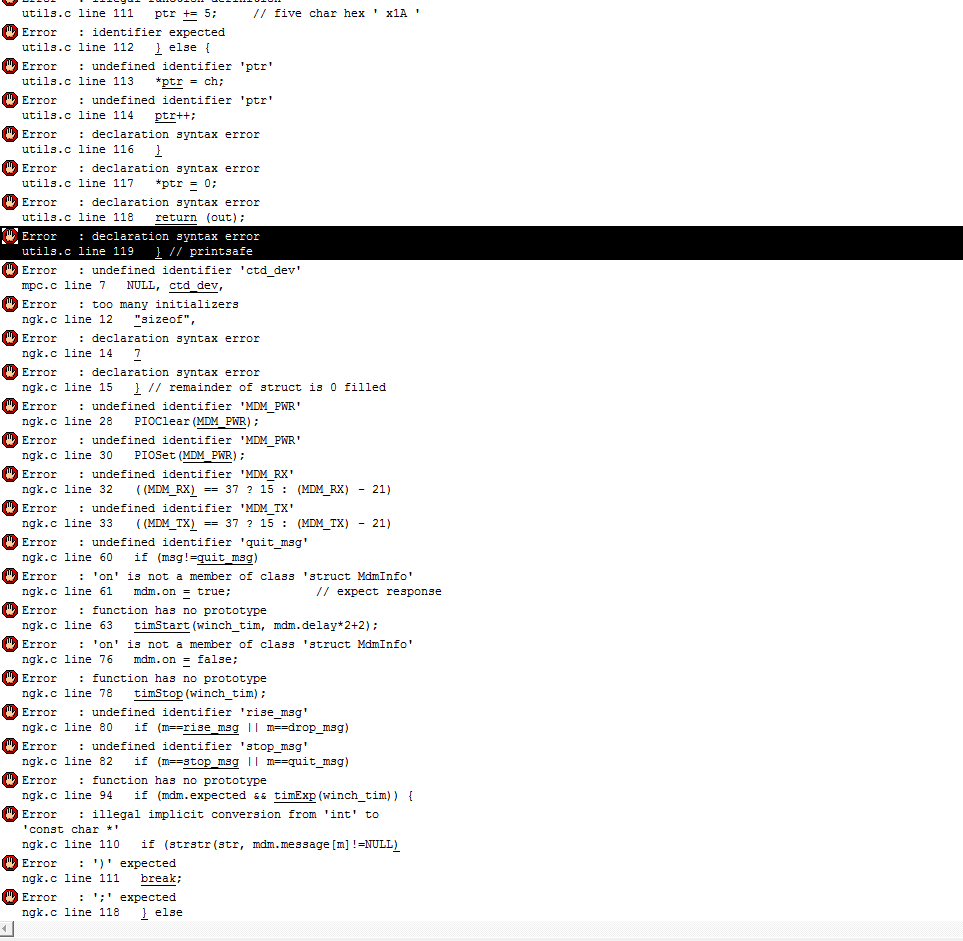 Error   : illegal function definition
utils.c line 111   ptr += 5;     // five char hex ' x1A '
Error   : identifier expected
utils.c line 112   } else {
Error   : undefined identifier 'ptr'
utils.c line 113   *ptr = ch;
Error   : undefined identifier 'ptr'
utils.c line 114   ptr++;
Error   : declaration syntax error
utils.c line 116   }
Error   : declaration syntax error
utils.c line 117   *ptr = 0;
Error   : declaration syntax error
utils.c line 118   return (out);
Error   : declaration syntax error
utils.c line 119   } // printsafe
Error   : undefined identifier 'ctd_dev'
mpc.c line 7   NULL, ctd_dev,
Error   : too many initializers
ngk.c line 12   "sizeof",
Error   : declaration syntax error
ngk.c line 14   7
Error   : declaration syntax error
ngk.c line 15   } // remainder of struct is 0 filled
Error   : undefined identifier 'MDM_PWR'
ngk.c line 28   PIOClear(MDM_PWR);
Error   : undefined identifier 'MDM_PWR'
ngk.c line 30   PIOSet(MDM_PWR);
Error   : undefined identifier 'MDM_RX'
ngk.c line 32   ((MDM_RX) == 37 ? 15 : (MDM_RX) - 21)
Error   : undefined identifier 'MDM_TX'
ngk.c line 33   ((MDM_TX) == 37 ? 15 : (MDM_TX) - 21)
Error   : undefined identifier 'quit_msg'
ngk.c line 60   if (msg!=quit_msg)
Error   : 'on' is not a member of class 'struct MdmInfo'
ngk.c line 61   mdm.on = true;            // expect response
Error   : function has no prototype
ngk.c line 63   timStart(winch_tim, mdm.delay*2+2);
Error   : 'on' is not a member of class 'struct MdmInfo'
ngk.c line 76   mdm.on = false;
Error   : function has no prototype
ngk.c line 78   timStop(winch_tim);
Error   : undefined identifier 'rise_msg'
ngk.c line 80   if (m==rise_msg || m==drop_msg)
Error   : undefined identifier 'stop_msg'
ngk.c line 82   if (m==stop_msg || m==quit_msg)
Error   : function has no prototype
ngk.c line 94   if (mdm.expected && timExp(winch_tim)) {
Error   : illegal implicit conversion from 'int' to
'const char *'
ngk.c line 110   if (strstr(str, mdm.message[m]!=NULL)
Error   : ')' expected
ngk.c line 111   break;
Error   : ';' expected
ngk.c line 118   } else